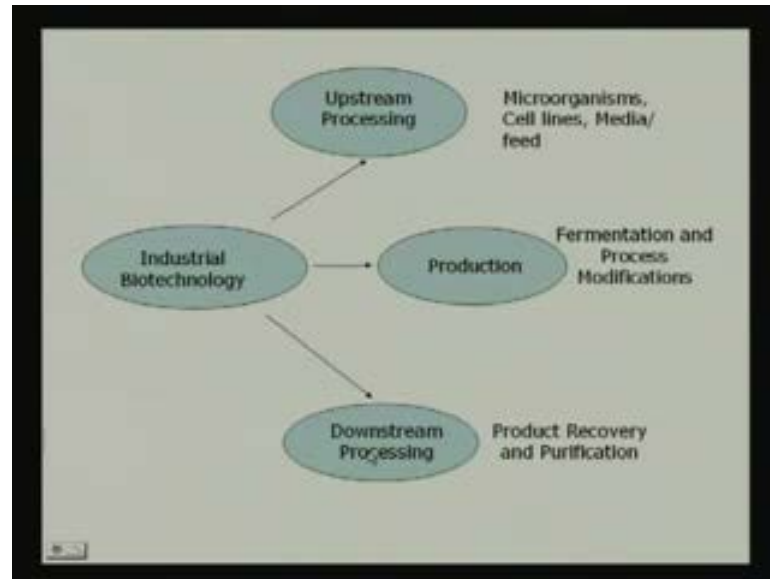 Upstream
Processing
Microorganisms,
Cell lines, Media/
feed
Industrial
Biotechnology
Production
Fermentation and
Process
Modifications
Downstream
Processing
Product Recovery
and Purification